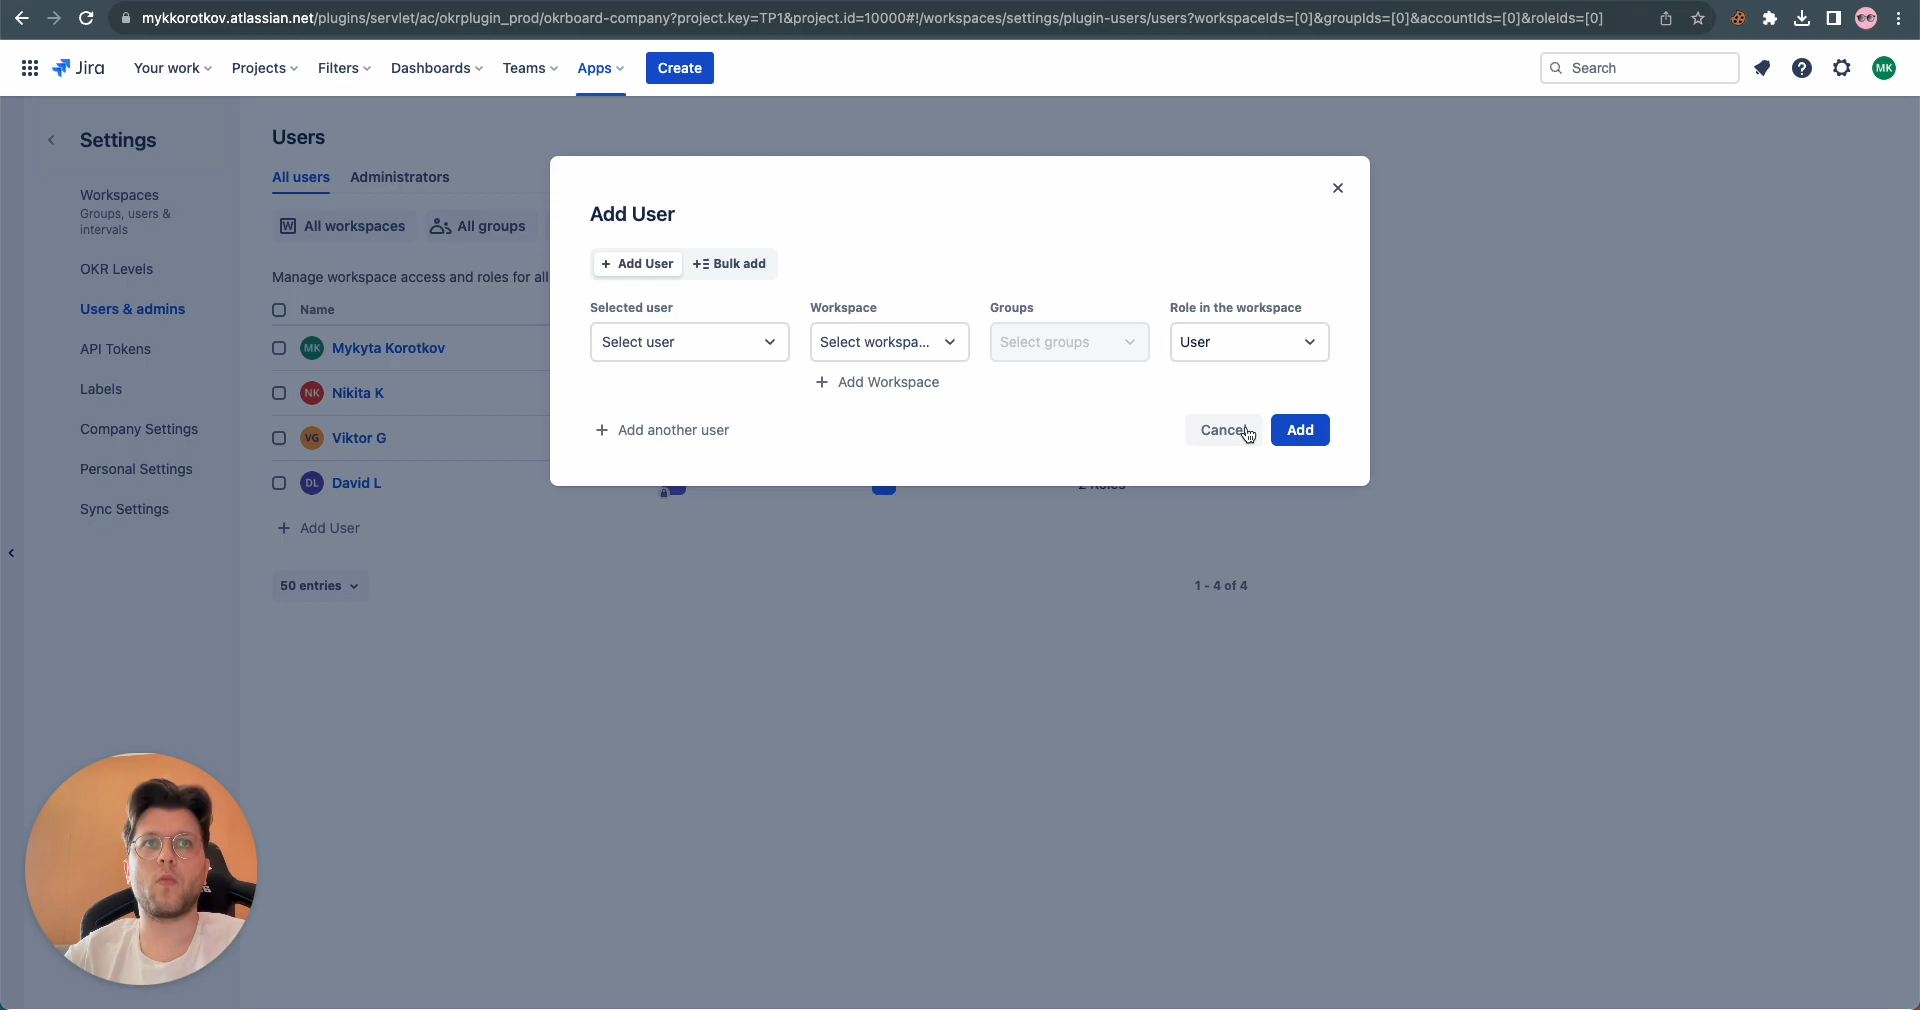 mykkorotkov.atlassian.net/plugins/servlet/ac/okrplugin_prod/okrboard-company?project.key=TP1&project.id=10000#!/workspaces/settings/plugin-users/users?workspaceIds=[0]&groupIds=[0]&accountIds=[0]&roleIds=[0]
Jira
Your work
Projects
Filters
Dashboards
Teams
Apps
Create
Search
MK
Settings
Workspaces
Groups, users &
intervals
OKR Levels
Users & admins
API Tokens
Labels
Company Settings
Personal Settings
Sync Settings
Users
All users
Administrators
W All workspaces
All groups
Manage workspace access and roles for all
Name
MK Mykyta Korotkov
NK Nikita K
VG Viktor G
DL David L
+ Add User
50 entries
1 - 4 of 4
Add User
+ Add User
Bulk add
Selected user
Workspace
Groups
Role in the workspace
Select user
Select workspa...
Select groups
User
+ Add Workspace
+ Add another user
Cancel
Add
2 Roles